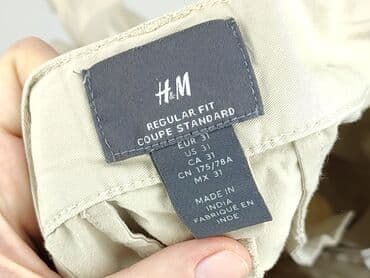 H&M
REGULAR FIT
COUPE STANDARD
EUR 31
US 31
CA 31
CN 175/78A
MX 31
MADE IN
INDIA
FABRIQUÉ EN
INDE